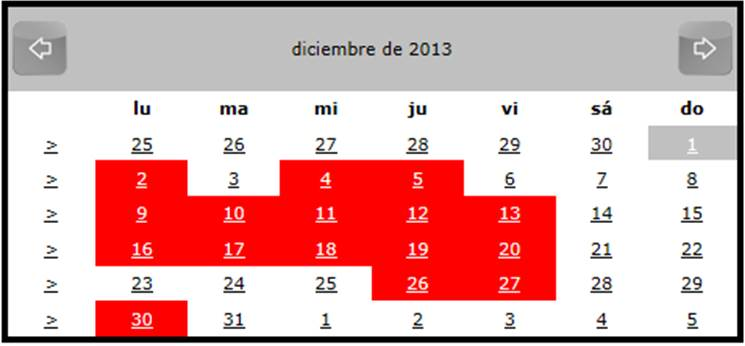 diciembre de 2013
lu ma mi ju vi sá do
> 25 26 27 28 29 30 1
> 2 3 4 5 6 7 8
> 9 10 11 12 13 14 15
> 16 17 18 19 20 21 22
> 23 24 25 26 27 28 29
> 30 31 1 2 3 4 5